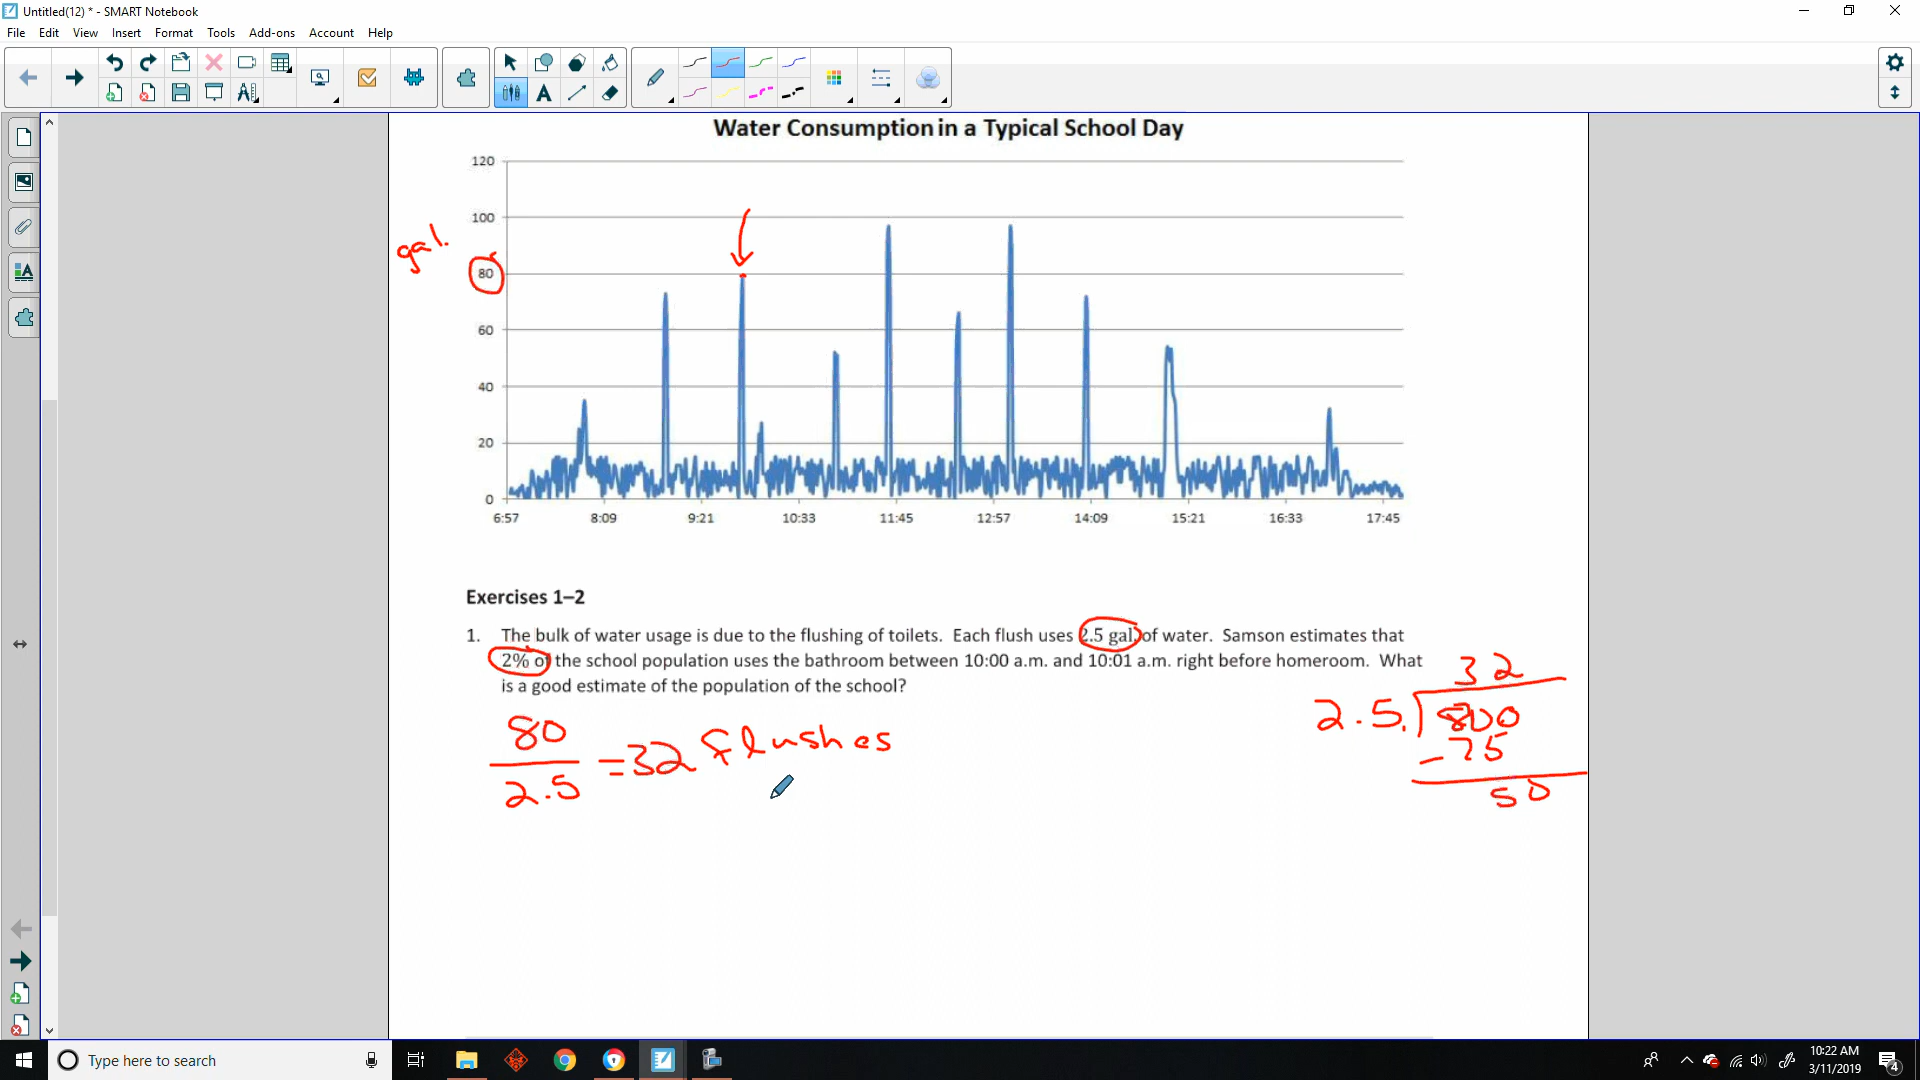 Untitled(12) * - SMART Notebook
File Edit View Insert Format Tools Add-ons Account Help
Water Consumption in a Typical School Day
120
100
gal.
80
60
40
20
0
6:57 8:09 9:21 10:33 11:45 12:57 14:09 15:21 16:33 17:45
Exercises 1–2
1. The bulk of water usage is due to the flushing of toilets. Each flush uses 2.5 gal. of water. Samson estimates that
2% of the school population uses the bathroom between 10:00 a.m. and 10:01 a.m. right before homeroom. What
is a good estimate of the population of the school?
80
2.5
=32 flushes
32
2.5.)800
-75
50
Type here to search
10:22 AM
3/11/2019
4